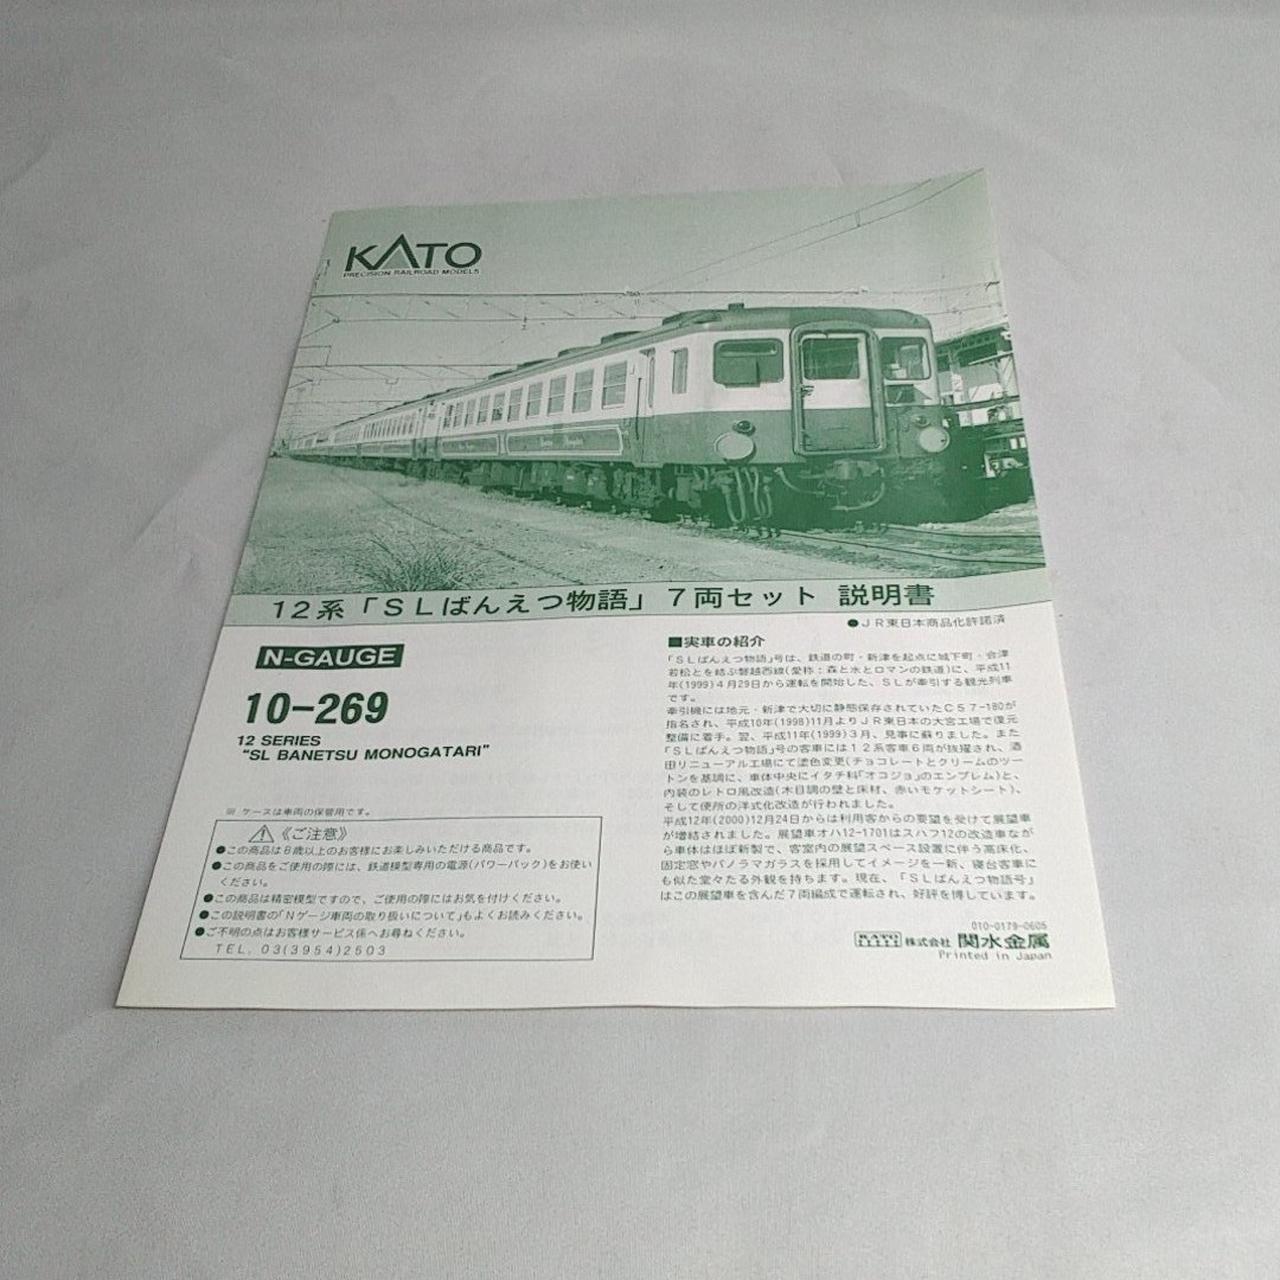 KATO
PRECISION RAILROAD MODELS
12系「SLばんえつ物語」7両セット 説明書
●JR東日本商品化許諾済
N-GAUGE
10-269
12 SERIES
"SL BANETSU MONOGATARI"
※ ケースは車両の保管用です。
⚠《ご注意》
●この商品は8歳以上のお客様にお楽しみいただける商品です。
●この商品をご使用の際には、鉄道模型専用の電源(パワーパック)をお使い
ください。
●この商品は精密模型ですので、ご使用の際にはお気を付けください。
●この説明書の「Nゲージ車両の取り扱いについて」もよくお読みください。
●ご不明の点はお客様サービス係へお尋ねください。
TEL. 03(3954)2503
■実車の紹介
「SLばんえつ物語」号は、鉄道の町・新津を起点に城下町・会津
若松とを結ぶ磐越西線(愛称:森と水とロマンの鉄道)に、平成11
年(1999)4月29日から運転を開始した、SLが牽引する観光列車
です。
牽引機には地元・新津で大切に静態保存されていたC57-180が
指名され、平成10年(1998)11月よりJR東日本の大宮工場で復元
整備に着手。翌、平成11年(1999)3月、見事に蘇りました。また
「SLばんえつ物語」号の客車には12系客車6両が抜擢され、酒
田リニューアル工場にて塗色変更(チョコレートとクリームのツー
トンを基調に、車体中央にイタチ科「オコジョ」のエンブレム)と、
内装のレトロ風改造(木目調の壁と床材、赤いモケットシート)、
そして便所の洋式化改造が行われました。
平成12年(2000)12月24日からは利用客からの要望を受けて展望車
が増結されました。展望車オハ12-1701はスハフ12の改造車なが
ら車体はほぼ新製で、客室内の展望スペース設置に伴う高床化、
固定窓やパノラマガラスを採用してイメージを一新、寝台客車に
も似た堂々たる外観を持ちます。現在、「SLばんえつ物語号」
はこの展望車を含んだ7両編成で運転され、好評を博しています。
010-0179-0605
KATO 株式会社 関水金属
Printed in Japan